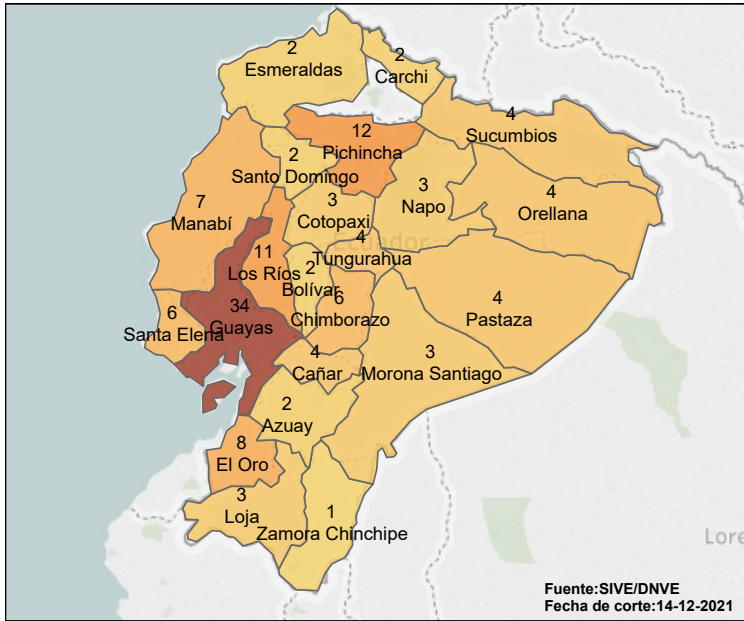 2
Esmeraldas
2
Carchi
4
Sucumbios
12
Pichincha
2
Santo Domingo
3
Napo
4
Orellana
7
Manabí
3
Cotopaxi
Ecuador
4
Tungurahua
11
Los Ríos
2
Bolívar
6
Chimborazo
4
Pastaza
34
Guayas
6
Santa Elena
4
Cañar
3
Morona Santiago
2
Azuay
8
El Oro
3
Loja
1
Zamora Chinchipe
Lore
Fuente:SIVE/DNVE
Fecha de corte:14-12-2021